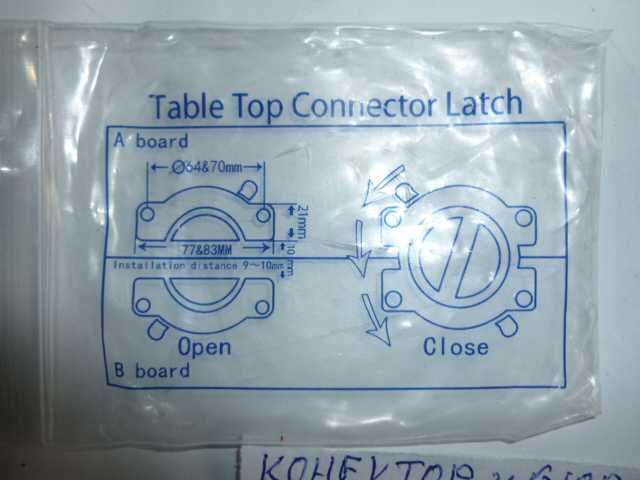 Table Top Connector Latch
A board
Ø64&70mm
21mm
77&83MM
10mm
Installation distance 9~10mm
Open
Close
B board
КОНЕКТОР